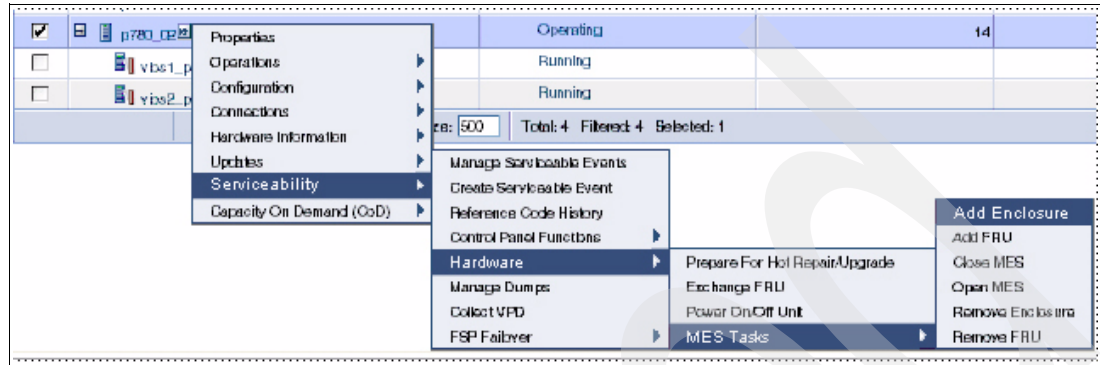 p780_02 Operating 14
vios1_p Running
vios2_p Running
ze: 500 Total: 4 Filtered: 4 Selected: 1
Properties
Operations
Configuration
Connections
Hardware Information
Updates
Serviceability
Capacity On Demand (CoD)
Manage Serviceable Events
Create Serviceable Event
Reference Code History
Control Panel Functions
Hardware
Manage Dumps
Collect VPD
FSP Failover
Prepare For Hot Repair/Upgrade
Exchange FRU
Power On/Off Unit
MES Tasks
Add Enclosure
Add FRU
Close MES
Open MES
Remove Enclosure
Remove FRU